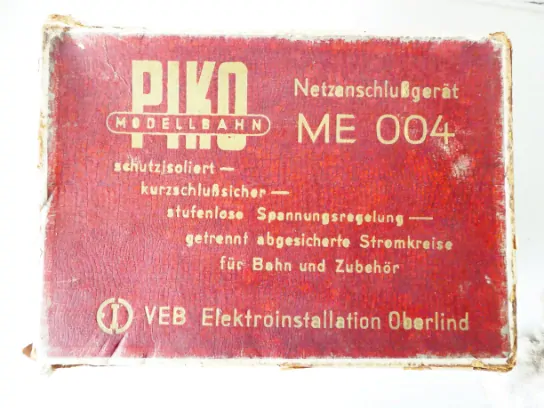 PIKO
MODELLBAHN
Netzanschlußgerät
ME 004
schutzisoliert —
kurzschlußsicher —
stufenlose Spannungsregelung —
getrennt abgesicherte Stromkreise
für Bahn und Zubehör
VEB Elektroinstallation Oberlind